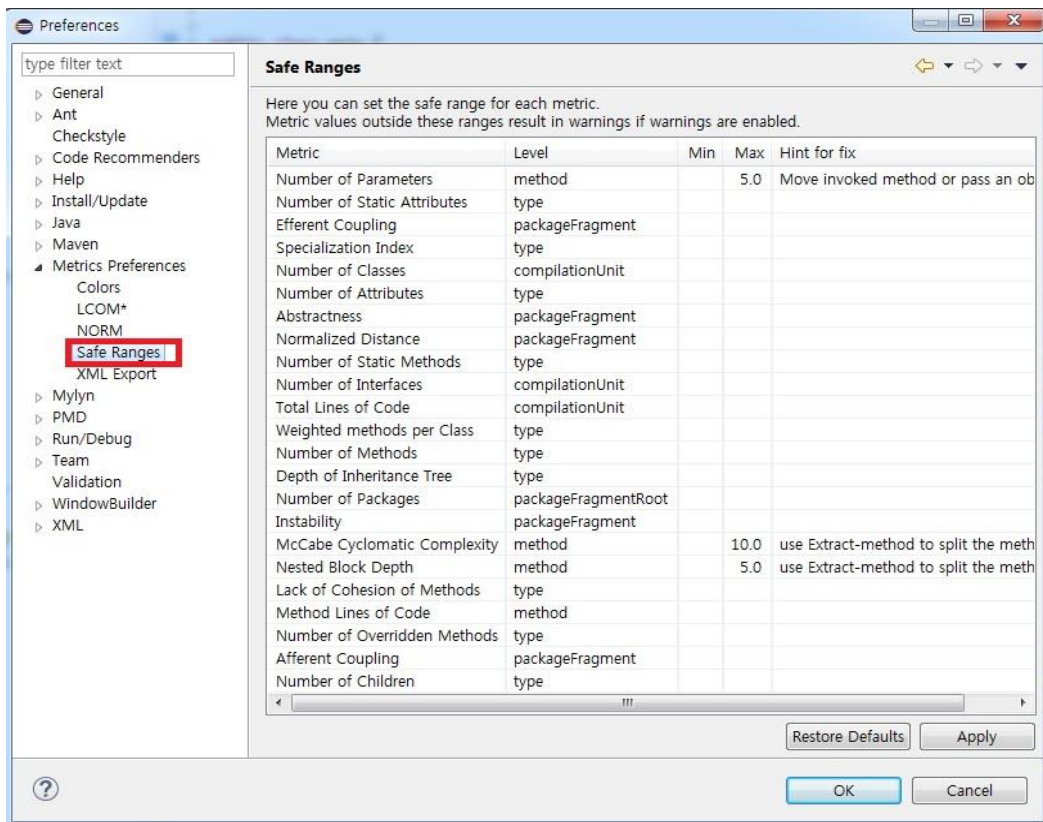 Preferences
type filter text
General
Ant
Checkstyle
Code Recommenders
Help
Install/Update
Java
Maven
Metrics Preferences
Colors
LCOM*
NORM
Safe Ranges
XML Export
Mylyn
PMD
Run/Debug
Team
Validation
WindowBuilder
XML
Safe Ranges
Here you can set the safe range for each metric.
Metric values outside these ranges result in warnings if warnings are enabled.
Metric Level Min Max Hint for fix
Number of Parameters method 5.0 Move invoked method or pass an ob
Number of Static Attributes type
Efferent Coupling packageFragment
Specialization Index type
Number of Classes compilationUnit
Number of Attributes type
Abstractness packageFragment
Normalized Distance packageFragment
Number of Static Methods type
Number of Interfaces compilationUnit
Total Lines of Code compilationUnit
Weighted methods per Class type
Number of Methods type
Depth of Inheritance Tree type
Number of Packages packageFragmentRoot
Instability packageFragment
McCabe Cyclomatic Complexity method 10.0 use Extract-method to split the meth
Nested Block Depth method 5.0 use Extract-method to split the meth
Lack of Cohesion of Methods type
Method Lines of Code method
Number of Overridden Methods type
Afferent Coupling packageFragment
Number of Children type
Restore Defaults Apply
OK Cancel